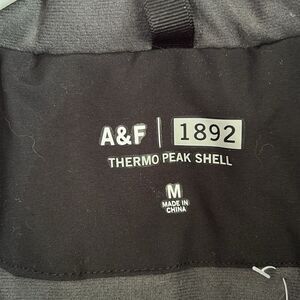 A&F | 1892
THERMO PEAK SHELL
M
MADE IN
CHINA